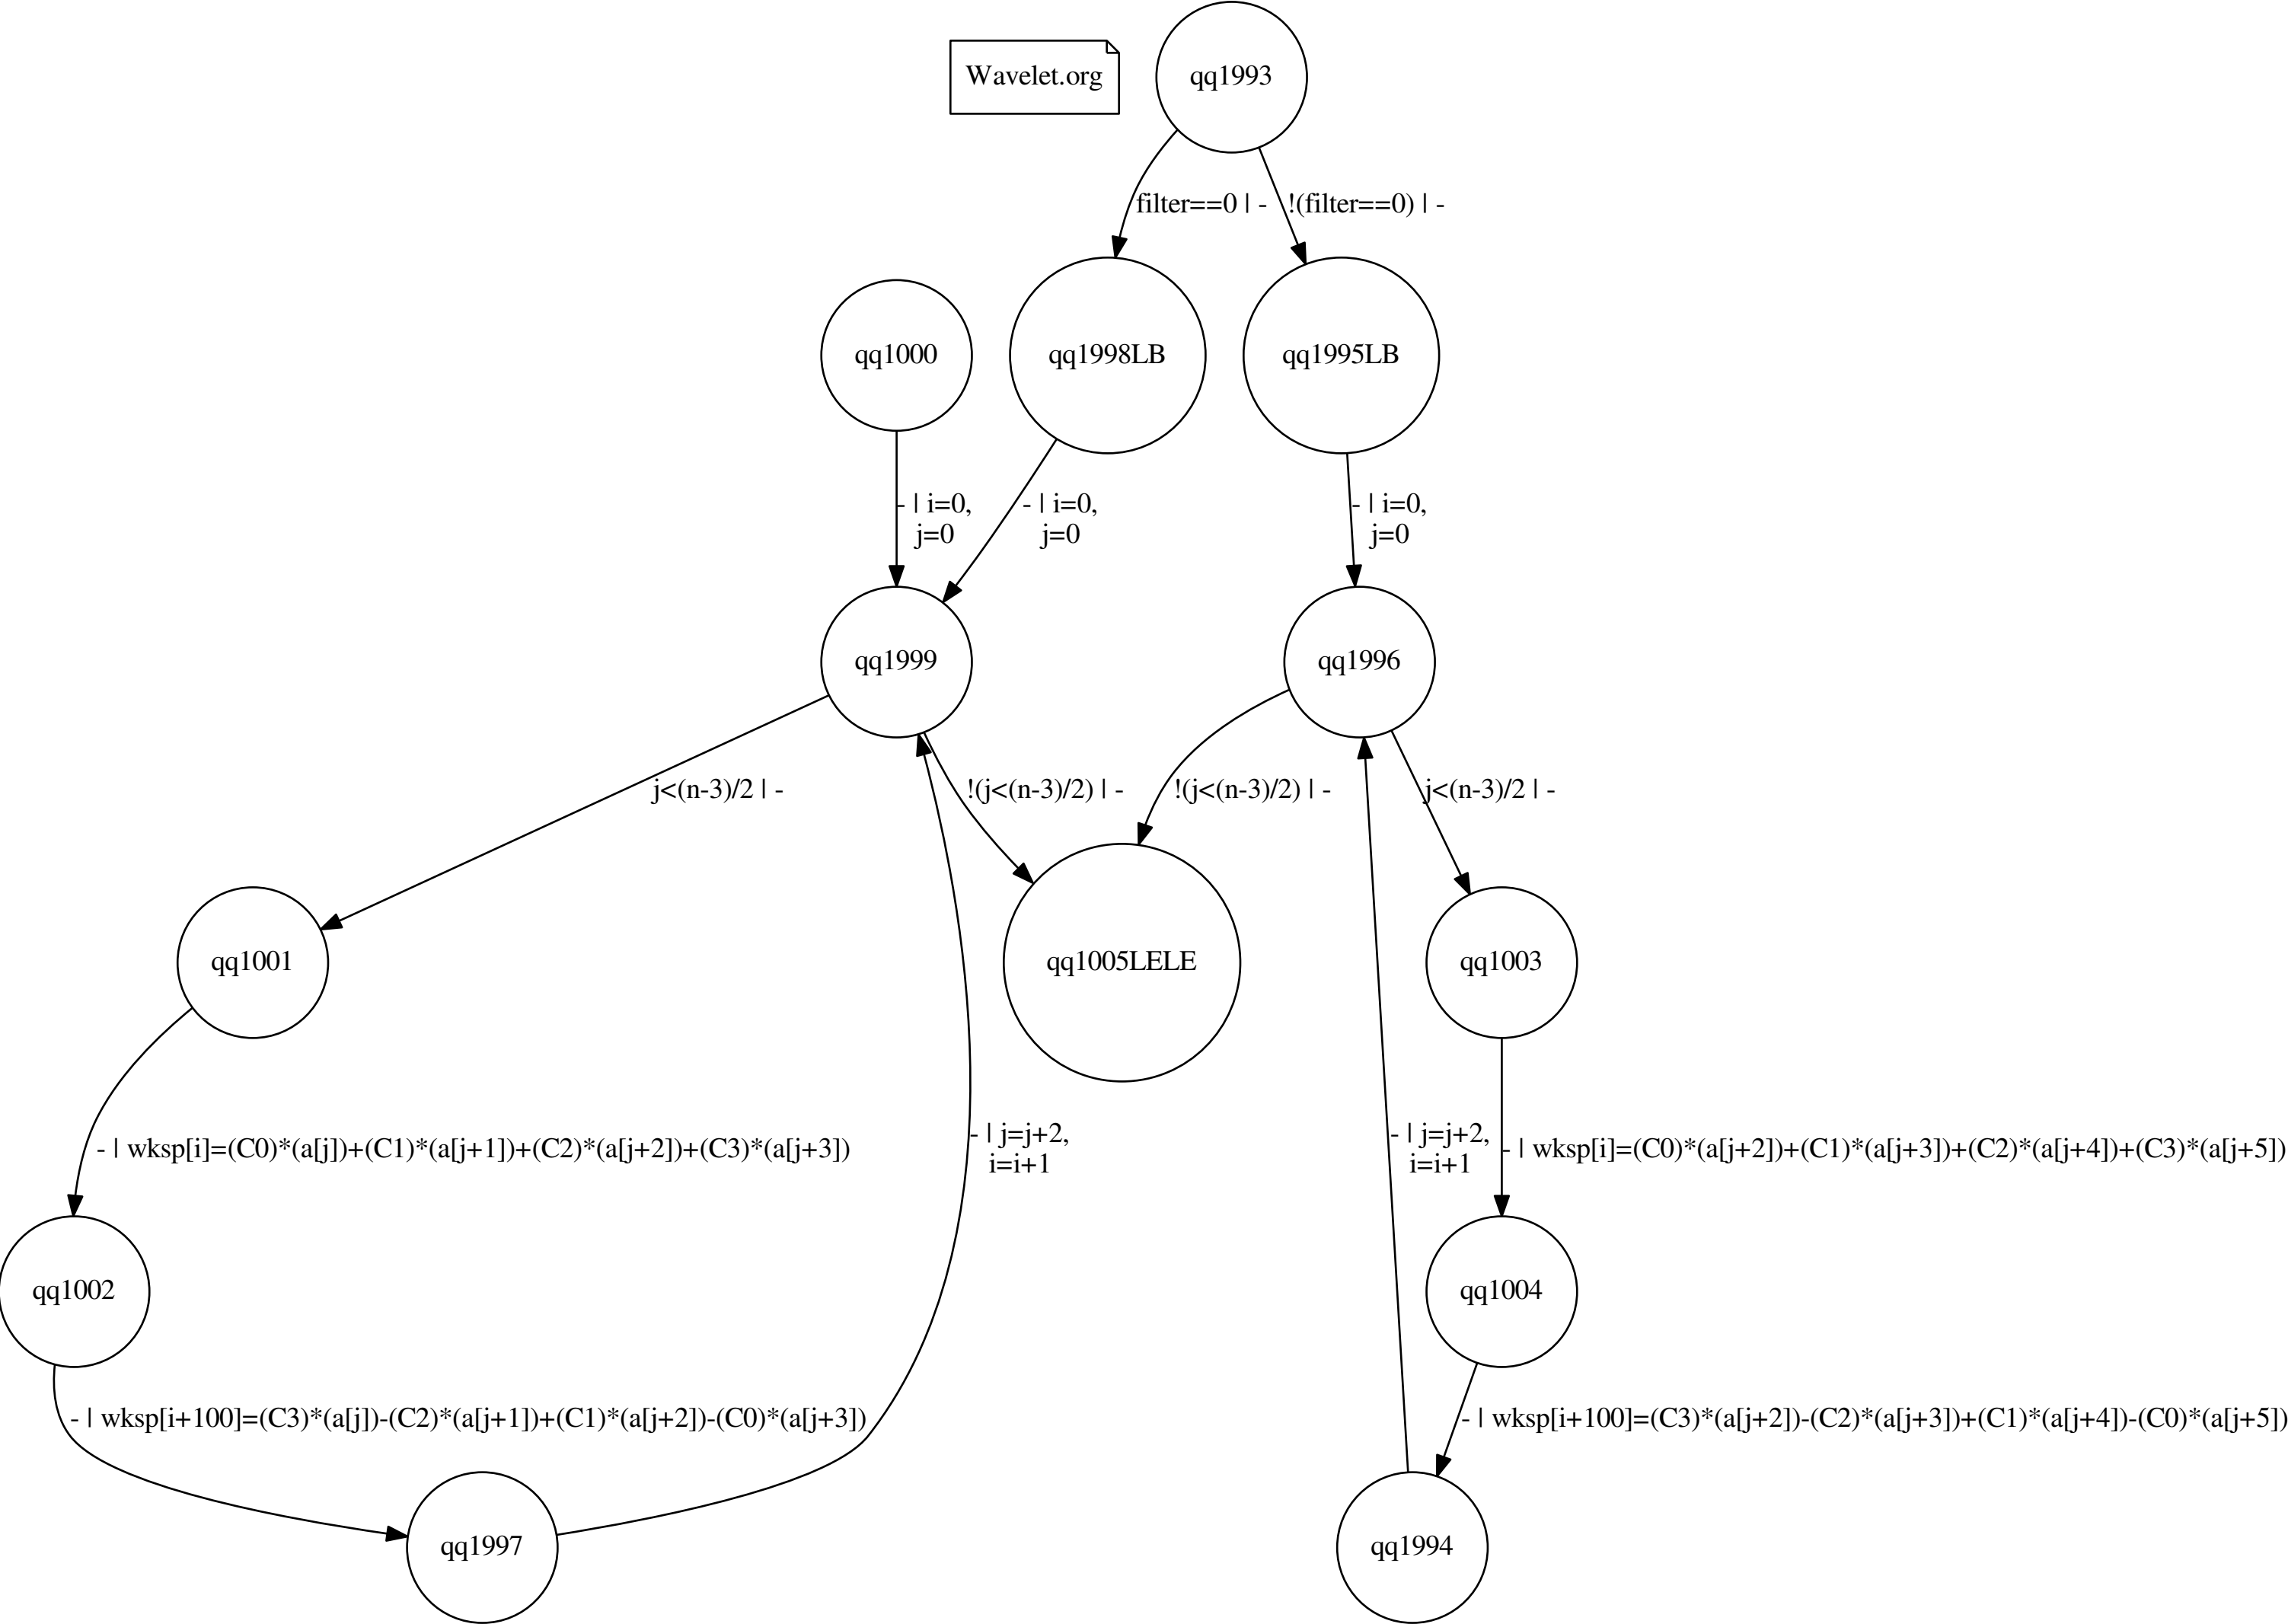 Wavelet.org
qq1993
filter==0 | -
!(filter==0) | -
qq1000
qq1998LB
qq1995LB
- | i=0,
j=0
- | i=0,
j=0
- | i=0,
j=0
qq1999
qq1996
j<(n-3)/2 | -
!(j<(n-3)/2) | -
!(j<(n-3)/2) | -
j<(n-3)/2 | -
qq1001
qq1005LELE
qq1003
- | wksp[i]=(C0)*(a[j])+(C1)*(a[j+1])+(C2)*(a[j+2])+(C3)*(a[j+3])
- | j=j+2,
i=i+1
- | j=j+2,
i=i+1
- | wksp[i]=(C0)*(a[j+2])+(C1)*(a[j+3])+(C2)*(a[j+4])+(C3)*(a[j+5])
qq1002
qq1004
- | wksp[i+100]=(C3)*(a[j])-(C2)*(a[j+1])+(C1)*(a[j+2])-(C0)*(a[j+3])
- | wksp[i+100]=(C3)*(a[j+2])-(C2)*(a[j+3])+(C1)*(a[j+4])-(C0)*(a[j+5])
qq1997
qq1994